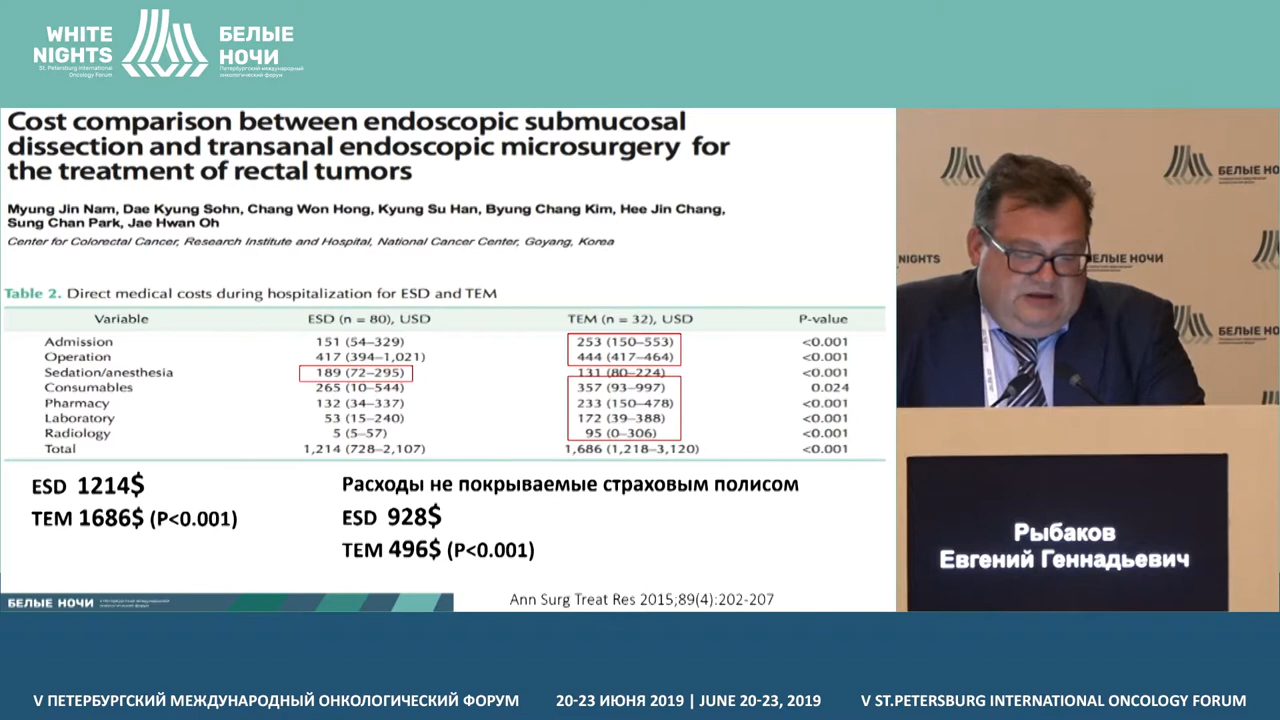 WHITE
NIGHTS
St. Petersburg International
Oncology Forum
БЕЛЫЕ
НОЧИ
Петербургский международный
онкологический форум
Cost comparison between endoscopic submucosal
dissection and transanal endoscopic microsurgery for
the treatment of rectal tumors
Myung Jin Nam, Dae Kyung Sohn, Chang Won Hong, Kyung Su Han, Byung Chang Kim, Hee Jin Chang,
Sung Chan Park, Jae Hwan Oh
Center for Colorectal Cancer, Research Institute and Hospital, National Cancer Center, Goyang, Korea
Table 2. Direct medical costs during hospitalization for ESD and TEM
Variable ESD (n = 80), USD TEM (n = 32), USD P-value
Admission 151 (54–329) 253 (150–553) <0.001
Operation 417 (394–1,021) 444 (417–464) <0.001
Sedation/anesthesia 189 (72–295) 131 (80–224) <0.001
Consumables 265 (10–544) 357 (93–997) 0.024
Pharmacy 132 (34–337) 233 (150–478) <0.001
Laboratory 53 (15–240) 172 (39–388) <0.001
Radiology 5 (5–57) 95 (0–306) <0.001
Total 1,214 (728–2,107) 1,686 (1,218–3,120) <0.001
ESD 1214$
TEM 1686$ (P<0.001)
Расходы не покрываемые страховым полисом
ESD 928$
TEM 496$ (P<0.001)
БЕЛЫЕ НОЧИ
Ann Surg Treat Res 2015;89(4):202-207
БЕЛЫЕ НО
NIGHTS
БЕЛЫЕ НОЧИ
БЕЛЫЕ НО
Рыбаков
Евгений Геннадьевич
V ПЕТЕРБУРГСКИЙ МЕЖДУНАРОДНЫЙ ОНКОЛОГИЧЕСКИЙ ФОРУМ
20-23 ИЮНЯ 2019 | JUNE 20-23, 2019
V ST.PETERSBURG INTERNATIONAL ONCOLOGY FORUM